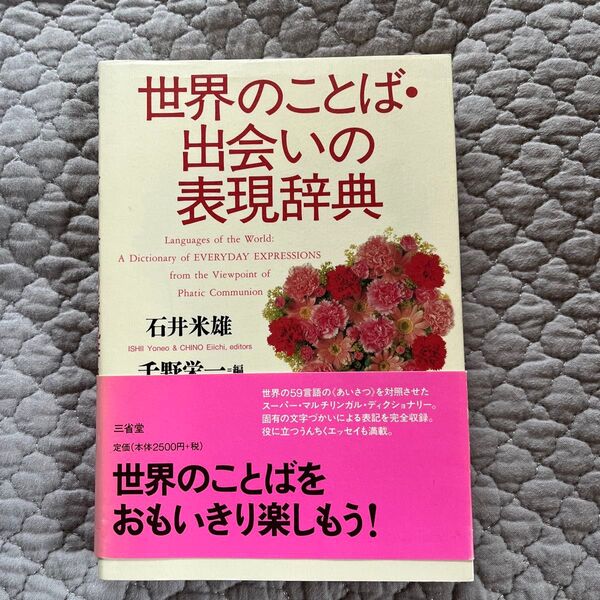 世界のことば・
出会いの
表現辞典
Languages of the World:
A Dictionary of EVERYDAY EXPRESSIONS
from the Viewpoint of
Phatic Communion
石井米雄
ISHII Yoneo & CHINO Eiichi, editors
千野栄一=編
世界の59言語の〈あいさつ〉を対照させた
スーパー・マルチリンガル・ディクショナリー。
固有の文字づかいによる表記を完全収録。
役に立つうんちくエッセイも満載。
三省堂
定価(本体2500円+税)
世界のことばを
おもいきり楽しもう!